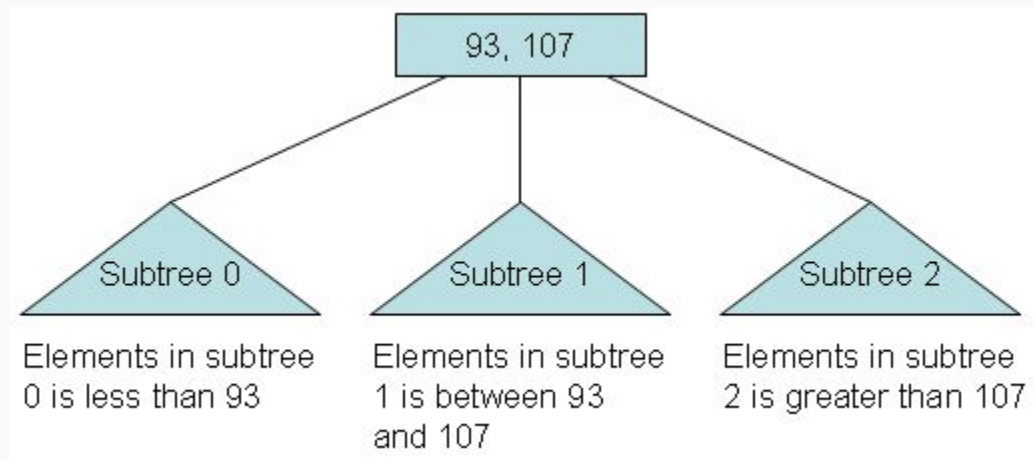 93, 107
Subtree 0
Subtree 1
Subtree 2
Elements in subtree
0 is less than 93
Elements in subtree
1 is between 93
and 107
Elements in subtree
2 is greater than 107